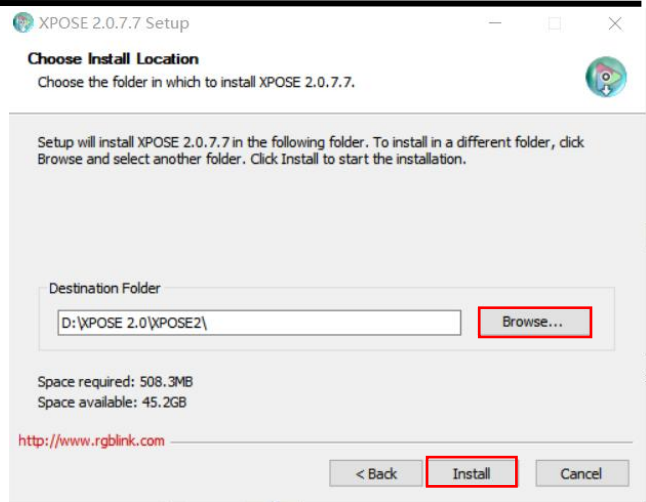 XPOSE 2.0.7.7 Setup
Choose Install Location
Choose the folder in which to install XPOSE 2.0.7.7.
Setup will install XPOSE 2.0.7.7 in the following folder. To install in a different folder, click
Browse and select another folder. Click Install to start the installation.
Destination Folder
D:\XPOSE 2.0\XPOSE2\
Browse...
Space required: 508.3MB
Space available: 45.2GB
http://www.rgblink.com
< Back
Install
Cancel